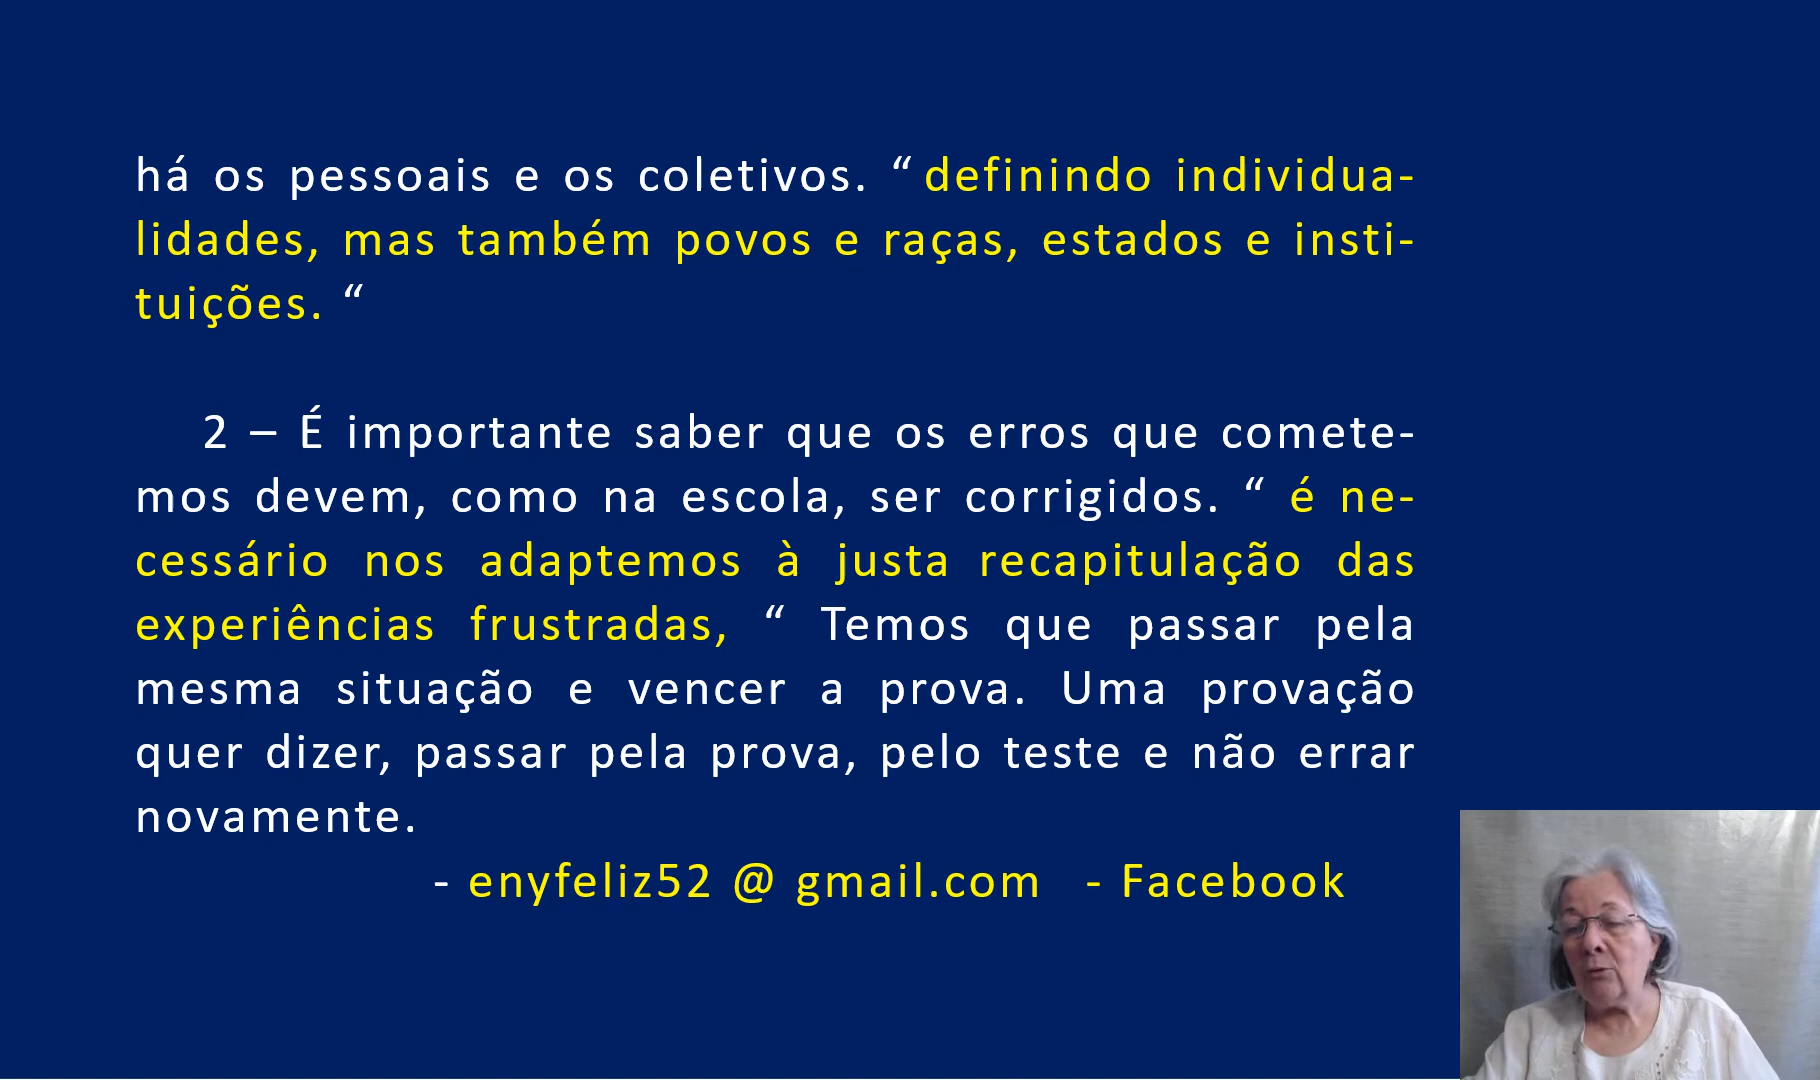 há os pessoais e os coletivos. “ definindo individua-
lidades, mas também povos e raças, estados e insti-
tuições. “
2 – É importante saber que os erros que comete-
mos devem, como na escola, ser corrigidos. “ é ne-
cessário nos adaptemos à justa recapitulação das
experiências frustradas, “ Temos que passar pela
mesma situação e vencer a prova. Uma provação
quer dizer, passar pela prova, pelo teste e não errar
novamente.
- enyfeliz52 @ gmail.com - Facebook